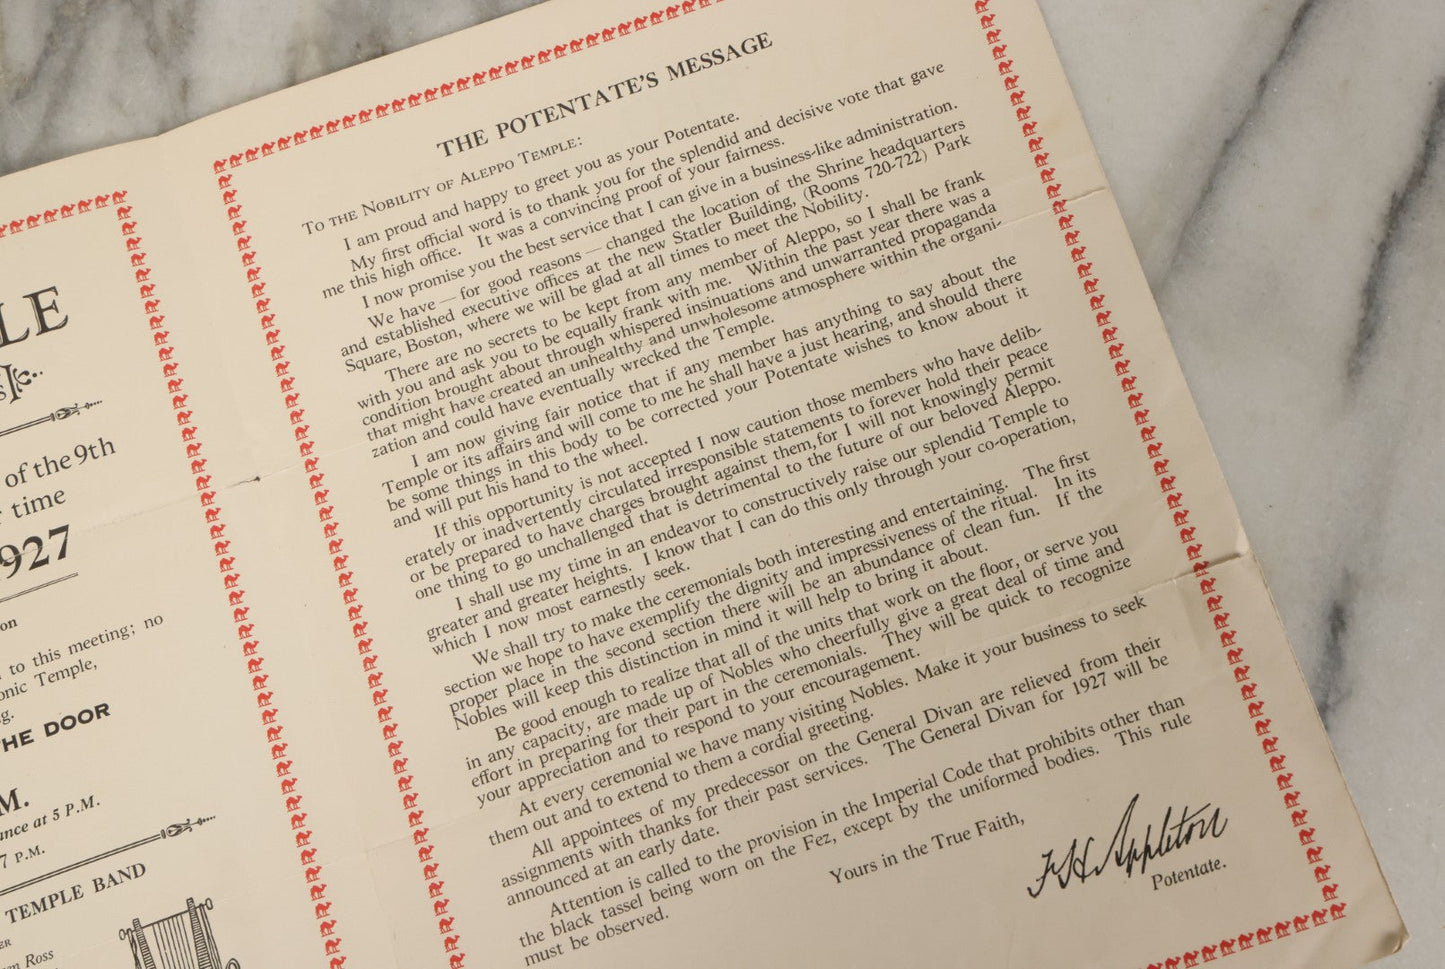 LE
of the 9th
time
1927
on
to this meeting; no
onic Temple,
g.
THE DOOR
M.
ance at 5 P.M.
7 P.M.
TEMPLE BAND
Ross
THE POTENTATE'S MESSAGE
TO THE NOBILITY OF ALEPPO TEMPLE:
I am proud and happy to greet you as your Potentate.
My first official word is to thank you for the splendid and decisive vote that gave
me this high office. It was a convincing proof of your fairness.
I now promise you the best service that I can give in a business-like administration.
We have — for good reasons — changed the location of the Shrine headquarters
and established executive offices at the new Statler Building, (Rooms 720-722) Park
Square, Boston, where we will be glad at all times to meet the Nobility.
There are no secrets to be kept from any member of Aleppo, so I shall be frank
with you and ask you to be equally frank with me. Within the past year there was a
condition brought about through whispered insinuations and unwarranted propaganda
that might have created an unhealthy and unwholesome atmosphere within the organi-
zation and could have eventually wrecked the Temple.
I am now giving fair notice that if any member has anything to say about the
Temple or its affairs and will come to me he shall have a just hearing, and should there
be some things in this body to be corrected your Potentate wishes to know about it
and will put his hand to the wheel.
If this opportunity is not accepted I now caution those members who have delib-
erately or inadvertently circulated irresponsible statements to forever hold their peace
or be prepared to have charges brought against them, for I will not knowingly permit
one thing to go unchallenged that is detrimental to the future of our beloved Aleppo.
I shall use my time in an endeavor to constructively raise our splendid Temple to
greater and greater heights. I know that I can do this only through your co-operation,
which I now most earnestly seek.
We shall try to make the ceremonials both interesting and entertaining. The first
section we hope to have exemplify the dignity and impressiveness of the ritual. In its
proper place in the second section there will be an abundance of clean fun. If the
Nobles will keep this distinction in mind it will help to bring it about.
Be good enough to realize that all of the units that work on the floor, or serve you
in any capacity, are made up of Nobles who cheerfully give a great deal of time and
effort in preparing for their part in the ceremonials. They will be quick to recognize
your appreciation and to respond to your encouragement.
At every ceremonial we have many visiting Nobles. Make it your business to seek
them out and to extend to them a cordial greeting.
All appointees of my predecessor on the General Divan are relieved from their
assignments with thanks for their past services. The General Divan for 1927 will be
announced at an early date.
Attention is called to the provision in the Imperial Code that prohibits other than
the black tassel being worn on the Fez, except by the uniformed bodies. This rule
must be observed.
Yours in the True Faith,
F H Appleton
Potentate.